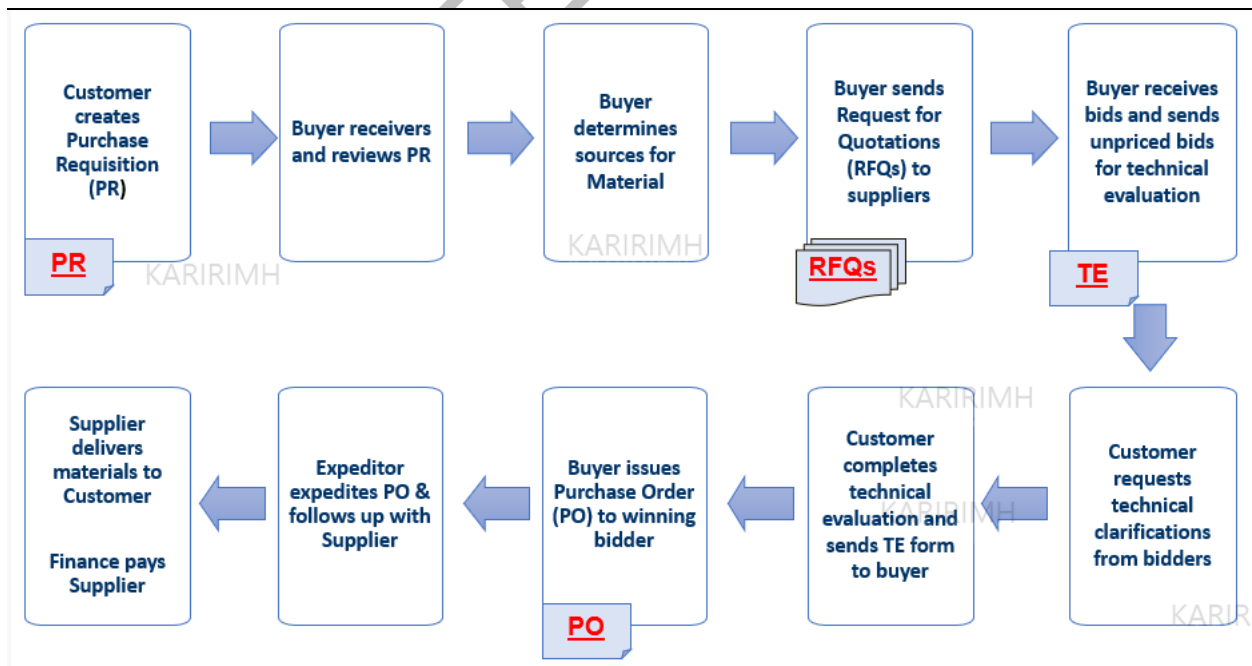 Customer
creates
Purchase
Requisition
(PR)
PR
Buyer receivers
and reviews PR
Buyer
determines
sources for
Material
Buyer sends
Request for
Quotations
(RFQs) to
suppliers
RFQs
Buyer receives
bids and sends
unpriced bids
for technical
evaluation
TE
KARIRIMH
KARIRIMH
Supplier
delivers
materials to
Customer
Finance pays
Supplier
Expeditor
expedites PO &
follows up with
Supplier
Buyer issues
Purchase Order
(PO) to winning
bidder
PO
Customer
completes
technical
evaluation and
sends TE form
to buyer
Customer
requests
technical
clarifications
from bidders
KARIRIMH
KARIRIMH
KARIR